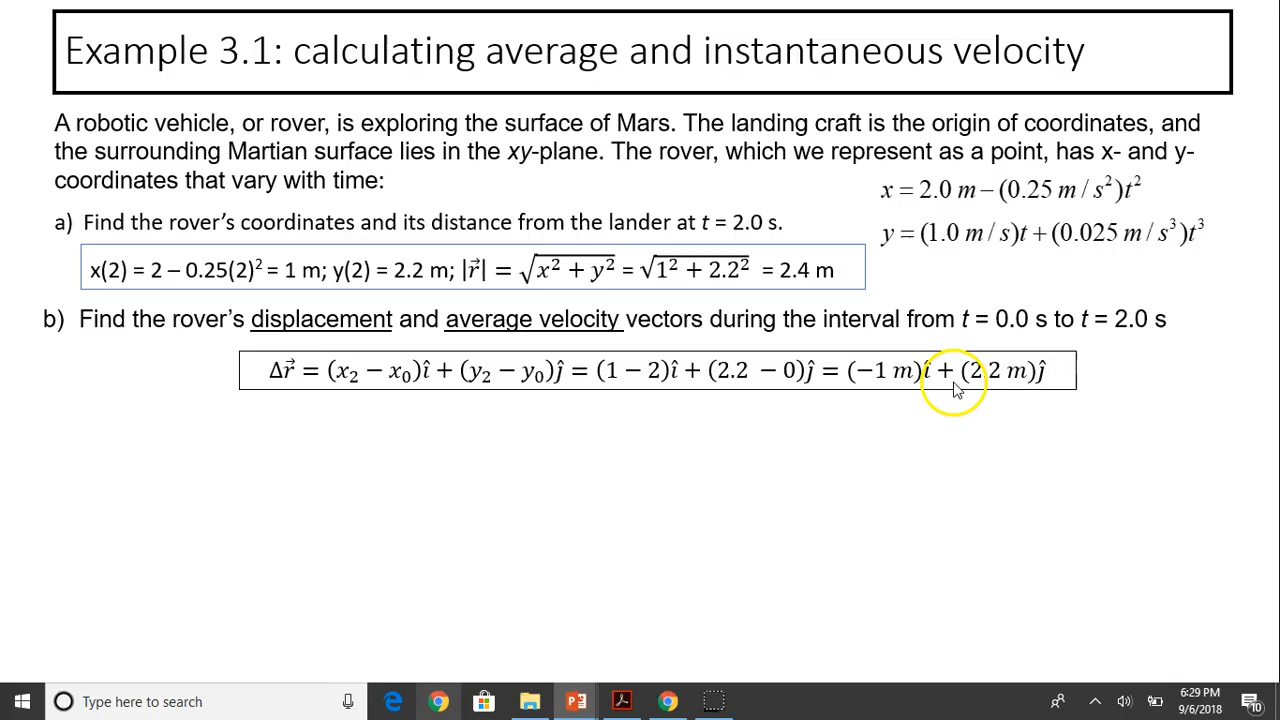 Example 3.1: calculating average and instantaneous velocity
A robotic vehicle, or rover, is exploring the surface of Mars. The landing craft is the origin of coordinates, and
the surrounding Martian surface lies in the xy-plane. The rover, which we represent as a point, has x- and y-
coordinates that vary with time:
x = 2.0 m − (0.25 m / s²)t²
y = (1.0 m / s)t + (0.025 m / s³)t³
a) Find the rover’s coordinates and its distance from the lander at t = 2.0 s.
x(2) = 2 – 0.25(2)² = 1 m; y(2) = 2.2 m; |r⃗| = √x² + y² = √1² + 2.2² = 2.4 m
b) Find the rover’s displacement and average velocity vectors during the interval from t = 0.0 s to t = 2.0 s
Δr⃗ = (x₂ − x₀)î + (y₂ − y₀)ĵ = (1 − 2)î + (2.2 − 0)ĵ = (−1 m)î + (2.2 m)ĵ
Type here to search
6:29 PM
9/6/2018
10